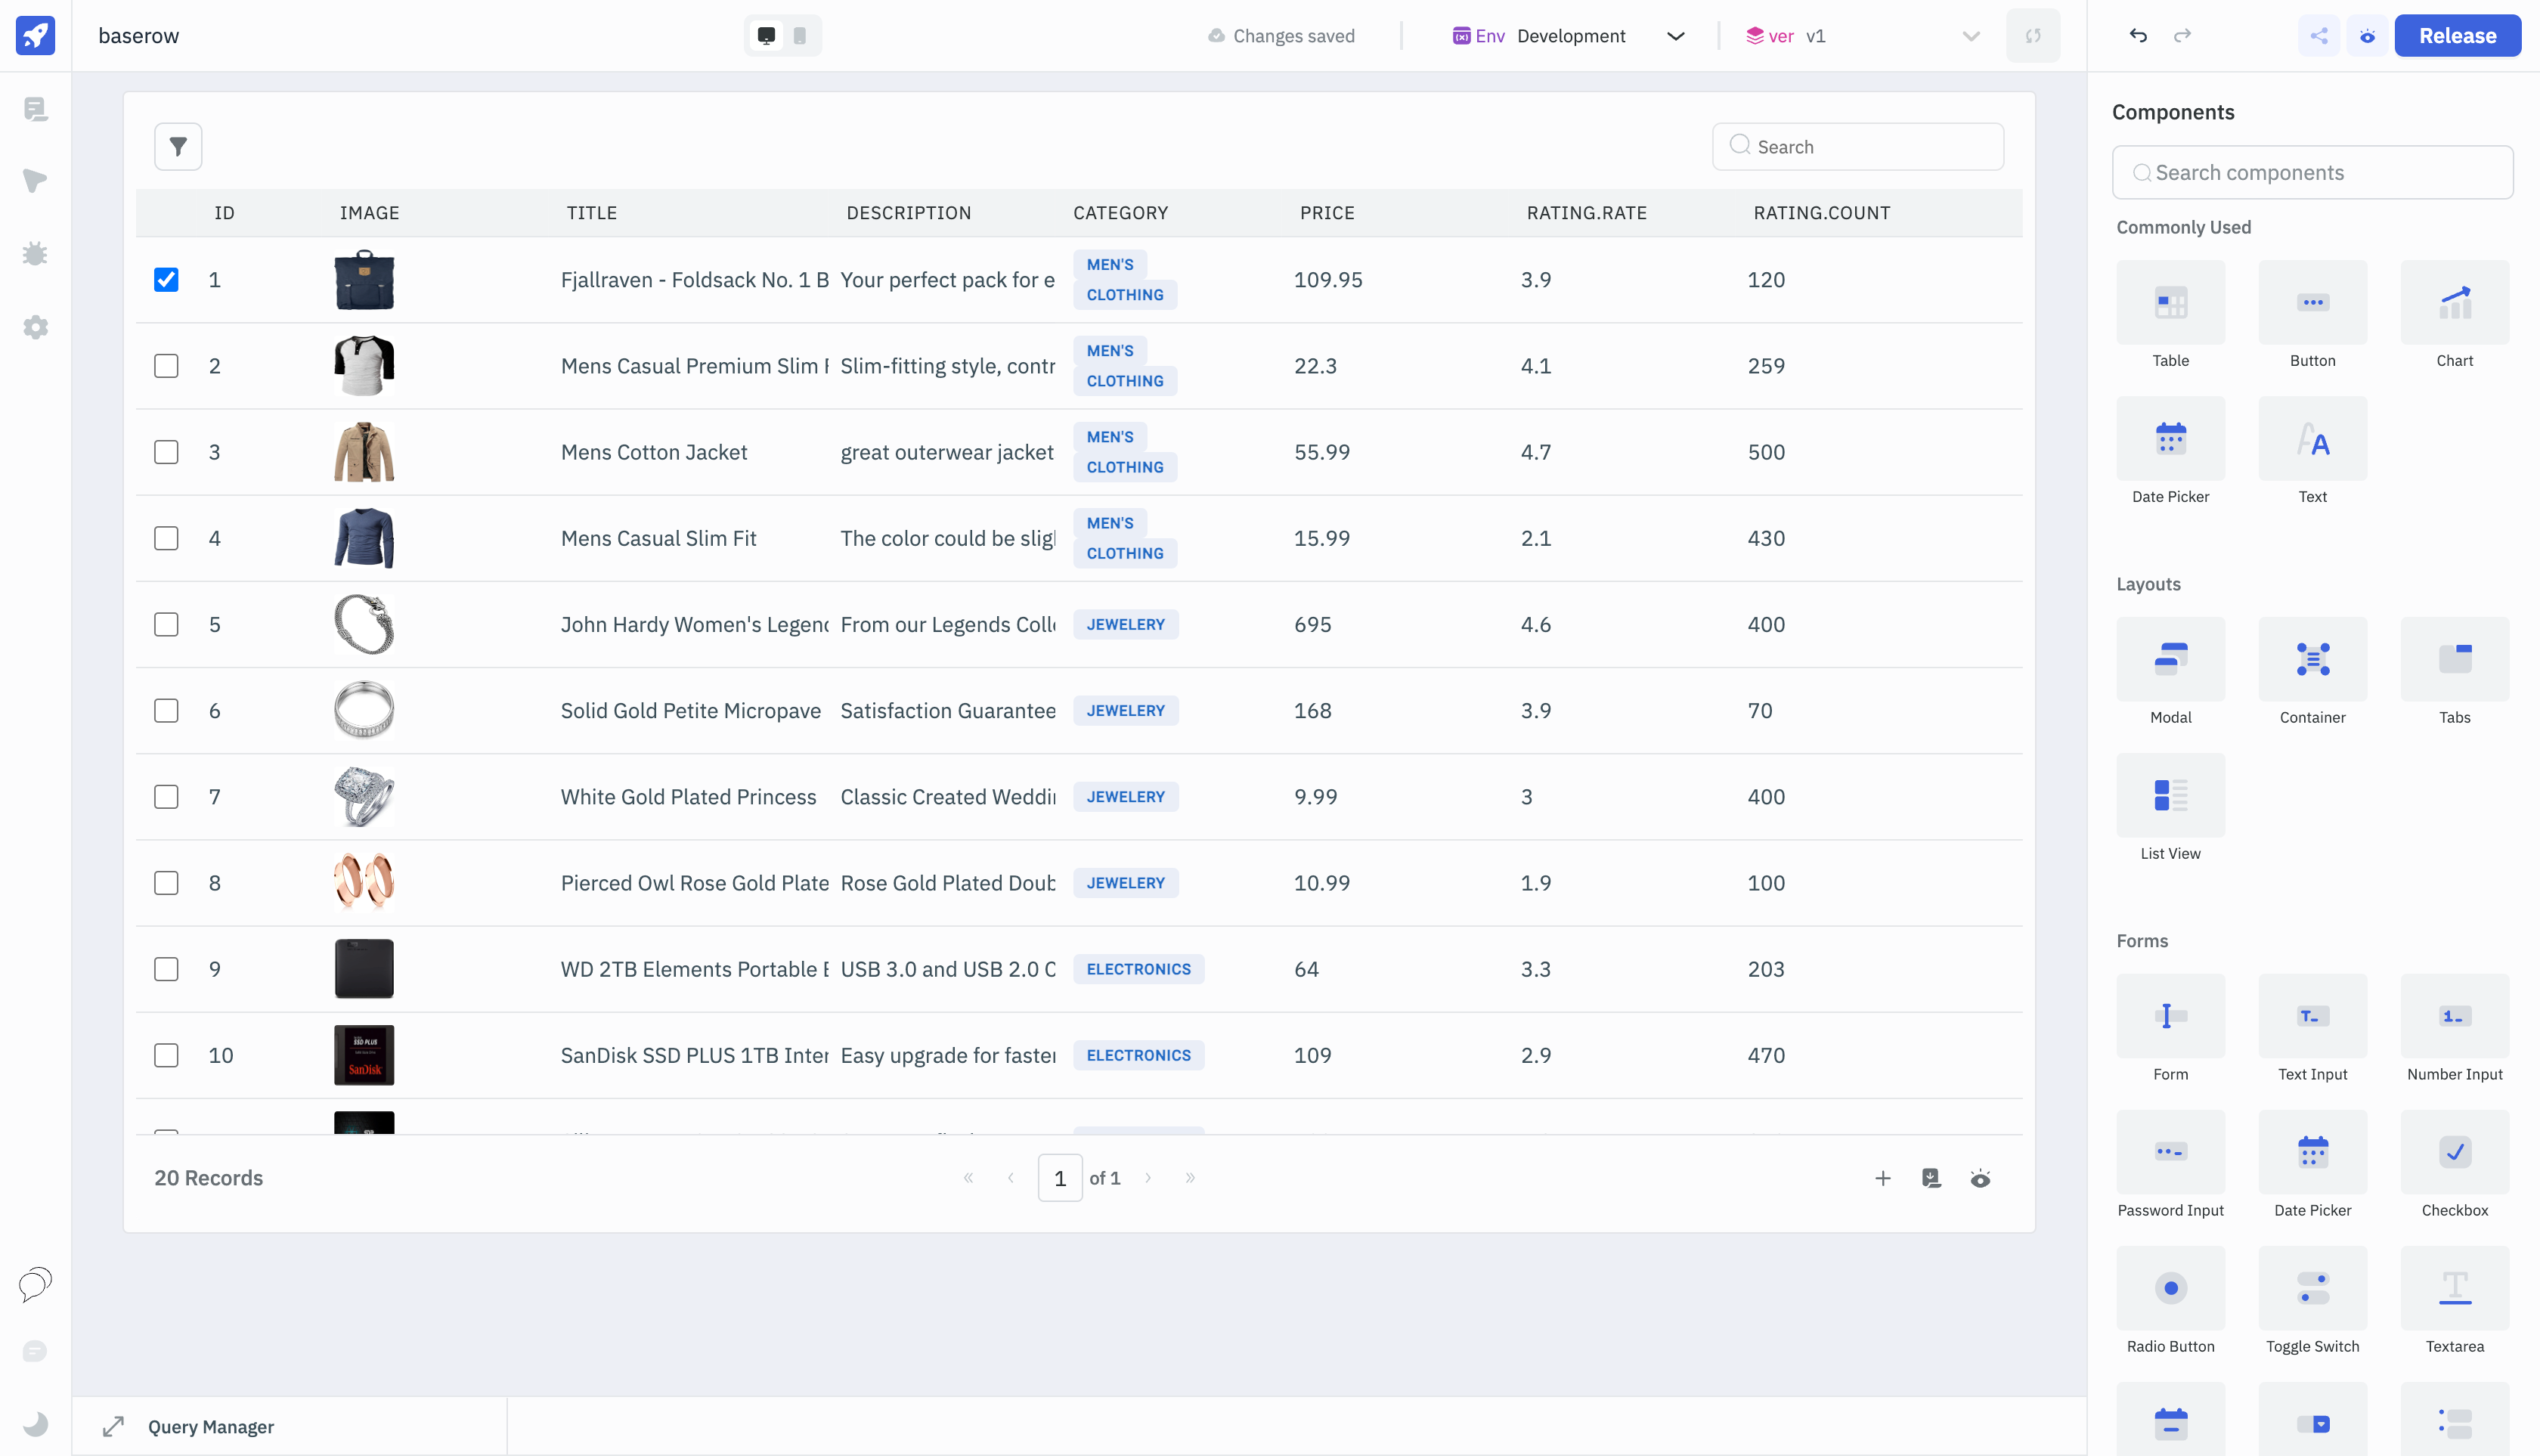 baserow
Changes saved
Env Development
ver v1
Release
Search
ID IMAGE TITLE DESCRIPTION CATEGORY PRICE RATING.RATE RATING.COUNT
1 Fjallraven - Foldsack No. 1 B Your perfect pack for e MEN'S CLOTHING 109.95 3.9 120
2 Mens Casual Premium Slim Slim-fitting style, contr MEN'S CLOTHING 22.3 4.1 259
3 Mens Cotton Jacket great outerwear jacket MEN'S CLOTHING 55.99 4.7 500
4 Mens Casual Slim Fit The color could be slig MEN'S CLOTHING 15.99 2.1 430
5 John Hardy Women's Legen From our Legends Coll JEWELERY 695 4.6 400
6 Solid Gold Petite Micropave Satisfaction Guarantee JEWELERY 168 3.9 70
7 White Gold Plated Princess Classic Created Weddi JEWELERY 9.99 3 400
8 Pierced Owl Rose Gold Plate Rose Gold Plated Doub JEWELERY 10.99 1.9 100
9 WD 2TB Elements Portable USB 3.0 and USB 2.0 C ELECTRONICS 64 3.3 203
10 SSD PLUS SanDisk SanDisk SSD PLUS 1TB Inter Easy upgrade for faster ELECTRONICS 109 2.9 470
20 Records
« ‹ 1 of 1 › »
Query Manager
Components
Search components
Commonly Used
Table Button Chart
Date Picker Text
Layouts
Modal Container Tabs
List View
Forms
Form Text Input Number Input
Password Input Date Picker Checkbox
Radio Button Toggle Switch Textarea